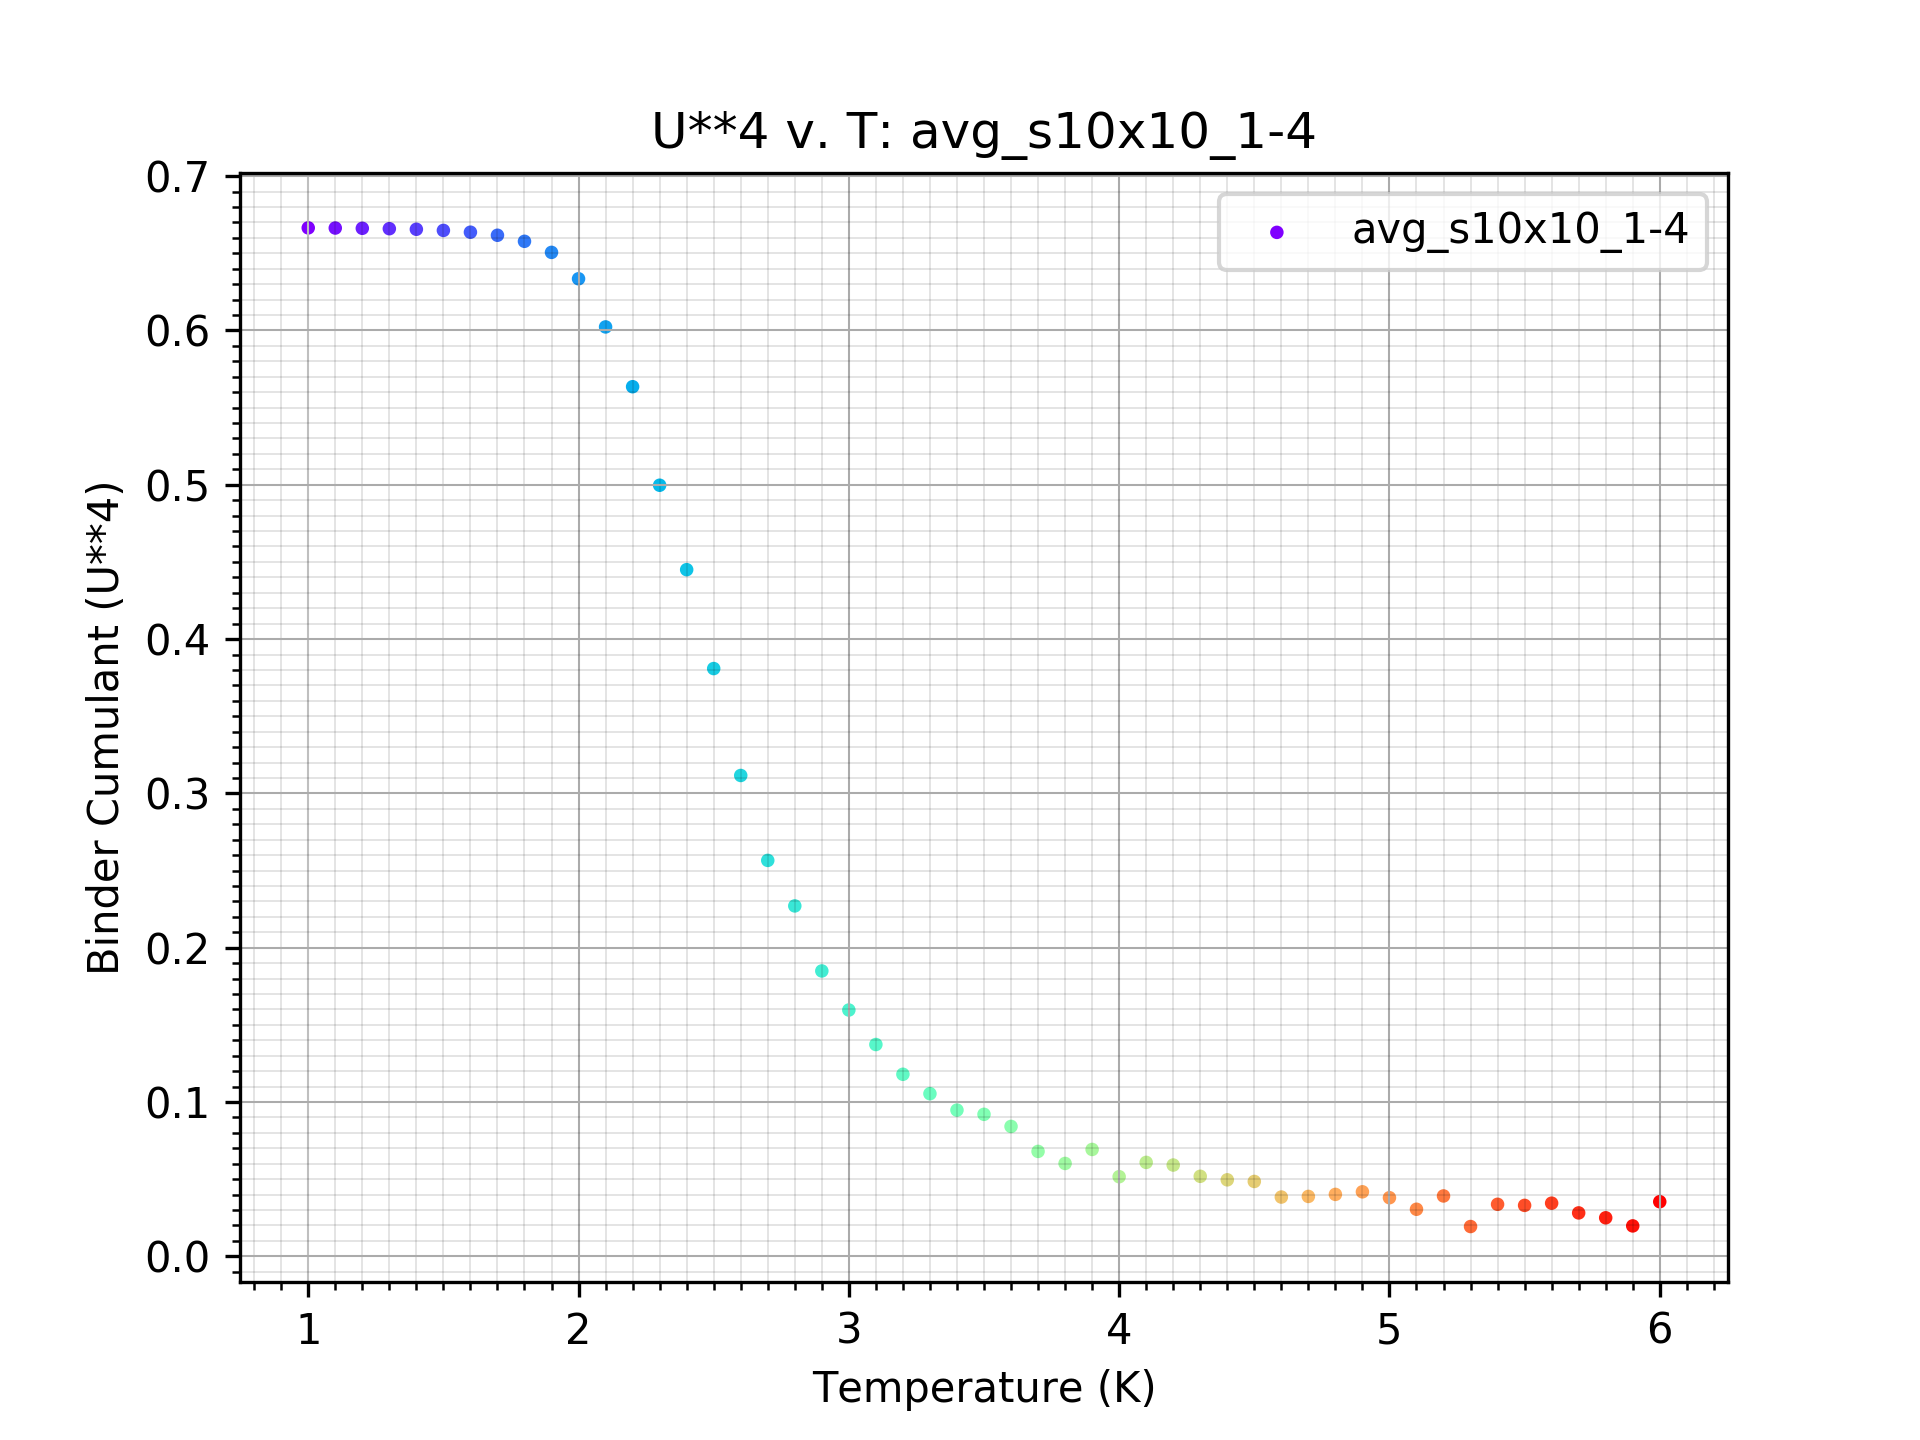 U**4 v. T: avg_s10x10_1-4
avg_s10x10_1-4
Binder Cumulant (U**4)
0.7
0.6
0.5
0.4
0.3
0.2
0.1
0.0
1 2 3 4 5 6
Temperature (K)